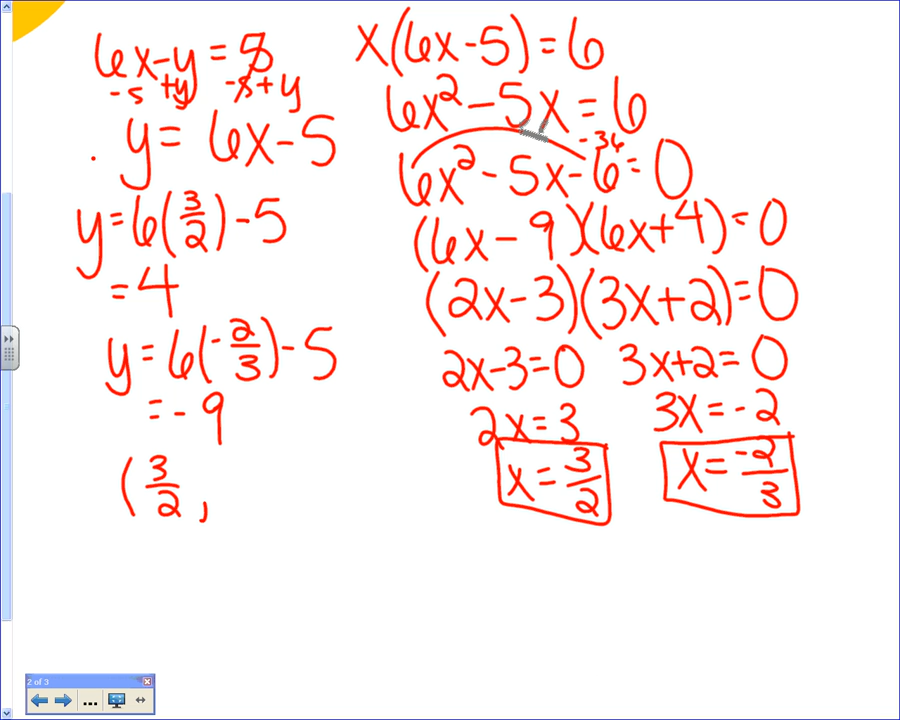 6x-y=5
-5 +y -5+y
y= 6x-5
y=6(3/2)-5
=4
y=6(-2/3)-5
=-9
(3/2,
x(6x-5)=6
6x²-5x=6
-36
6x²-5x-6=0
(6x-9)(6x+4)=0
(2x-3)(3x+2)=0
2x-3=0 3x+2=0
2x=3 3x=-2
x=3/2 x=-2/3
2 of 3